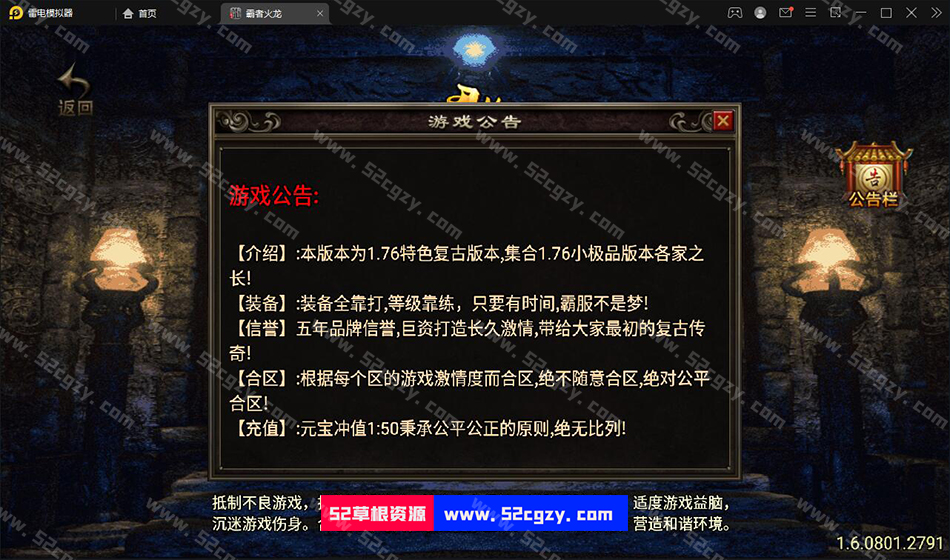 雷电模拟器
首页
霸者火龙
返回
游戏公告
公告栏
告
游戏公告:
【介绍】:本版本为1.76特色复古版本,集合1.76小极品版本各家之
长!
【装备】:装备全靠打,等级靠练，只要有时间,霸服不是梦!
【信誉】五年品牌信誉,巨资打造长久激情,带给大家最初的复古传
奇!
【合区】:根据每个区的游戏激情度而合区,绝不随意合区,绝对公平
合区!
【充值】:元宝冲值1:50秉承公平公正的原则,绝无比列!
抵制不良游戏， 适度游戏益脑，
沉迷游戏伤身。 营造和谐环境。
52草根资源 www.52cgzy.com
1.6.0801.2791
www.52cgzy.com